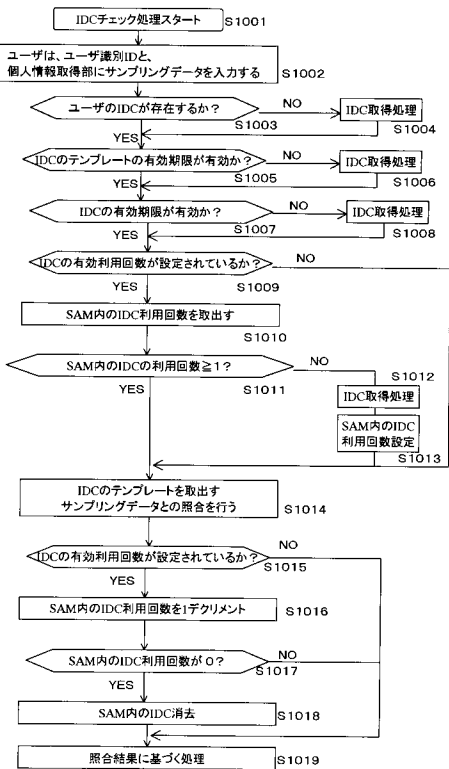 IDCチェック処理スタート
S1001
ユーザは、ユーザ識別IDと、
個人情報取得部にサンプリングデータを入力する
S1002
ユーザのIDCが存在するか?
NO
IDC取得処理
YES
S1003
S1004
IDCのテンプレートの有効期限が有効か?
NO
IDC取得処理
YES
S1005
S1006
IDCの有効期限が有効か?
NO
IDC取得処理
YES
S1007
S1008
IDCの有効利用回数が設定されているか?
NO
YES
S1009
SAM内のIDC利用回数を取出す
S1010
SAM内のIDCの利用回数≧1?
NO
YES
S1011
S1012
IDC取得処理
SAM内のIDC
利用回数設定
S1013
IDCのテンプレートを取出す
サンプリングデータとの照合を行う
S1014
IDCの有効利用回数が設定されているか?
NO
S1015
YES
SAM内のIDC利用回数を1デクリメント
S1016
SAM内のIDC利用回数が0?
NO
S1017
YES
SAM内のIDC消去
S1018
照合結果に基づく処理
S1019